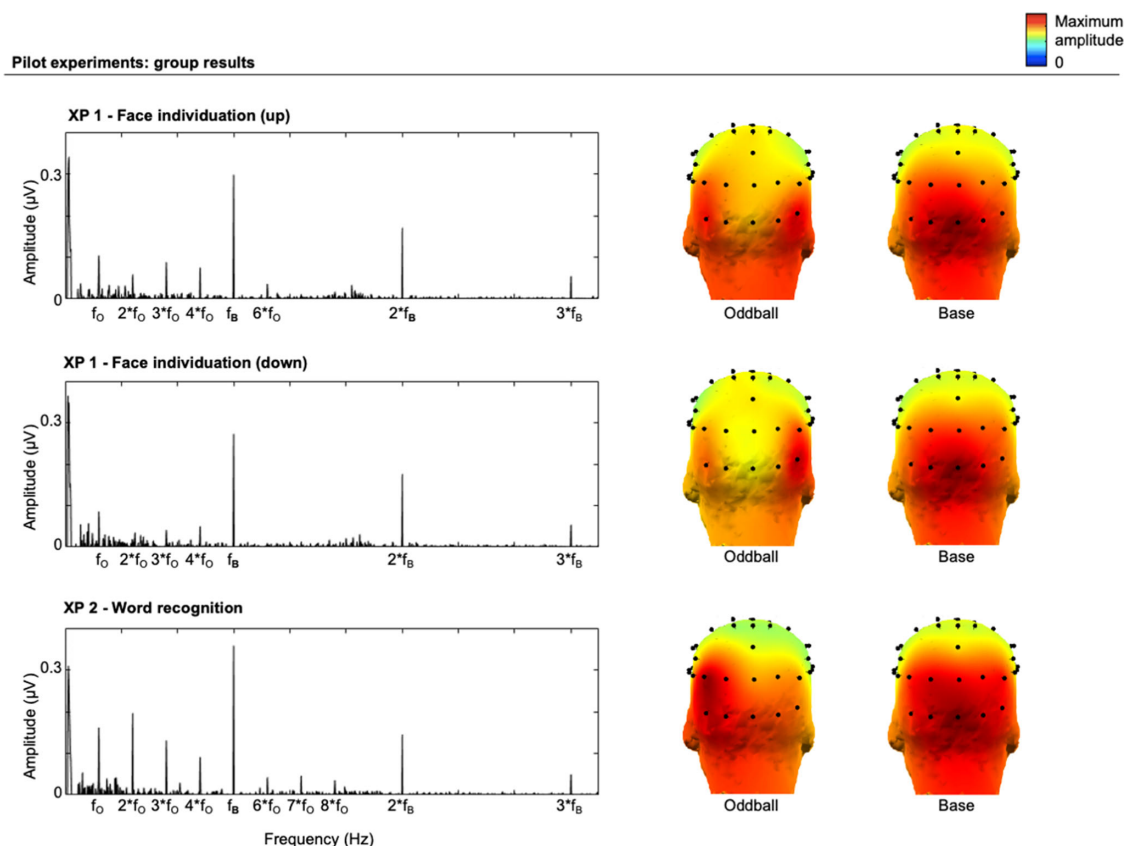 Maximum
amplitude
0
Pilot experiments: group results
XP 1 - Face individuation (up)
Amplitude (µV)
0.3
0
fO 2*fO 3*fO 4*fO fB 6*fO 2*fB 3*fB
Oddball Base
XP 1 - Face individuation (down)
Amplitude (µV)
0.3
0
fO 2*fO 3*fO 4*fO fB 2*fB 3*fB
Oddball Base
XP 2 - Word recognition
Amplitude (µV)
0.3
0
fO 2*fO 3*fO 4*fO fB 6*fO 7*fO 8*fO 2*fB 3*fB
Oddball Base
Frequency (Hz)